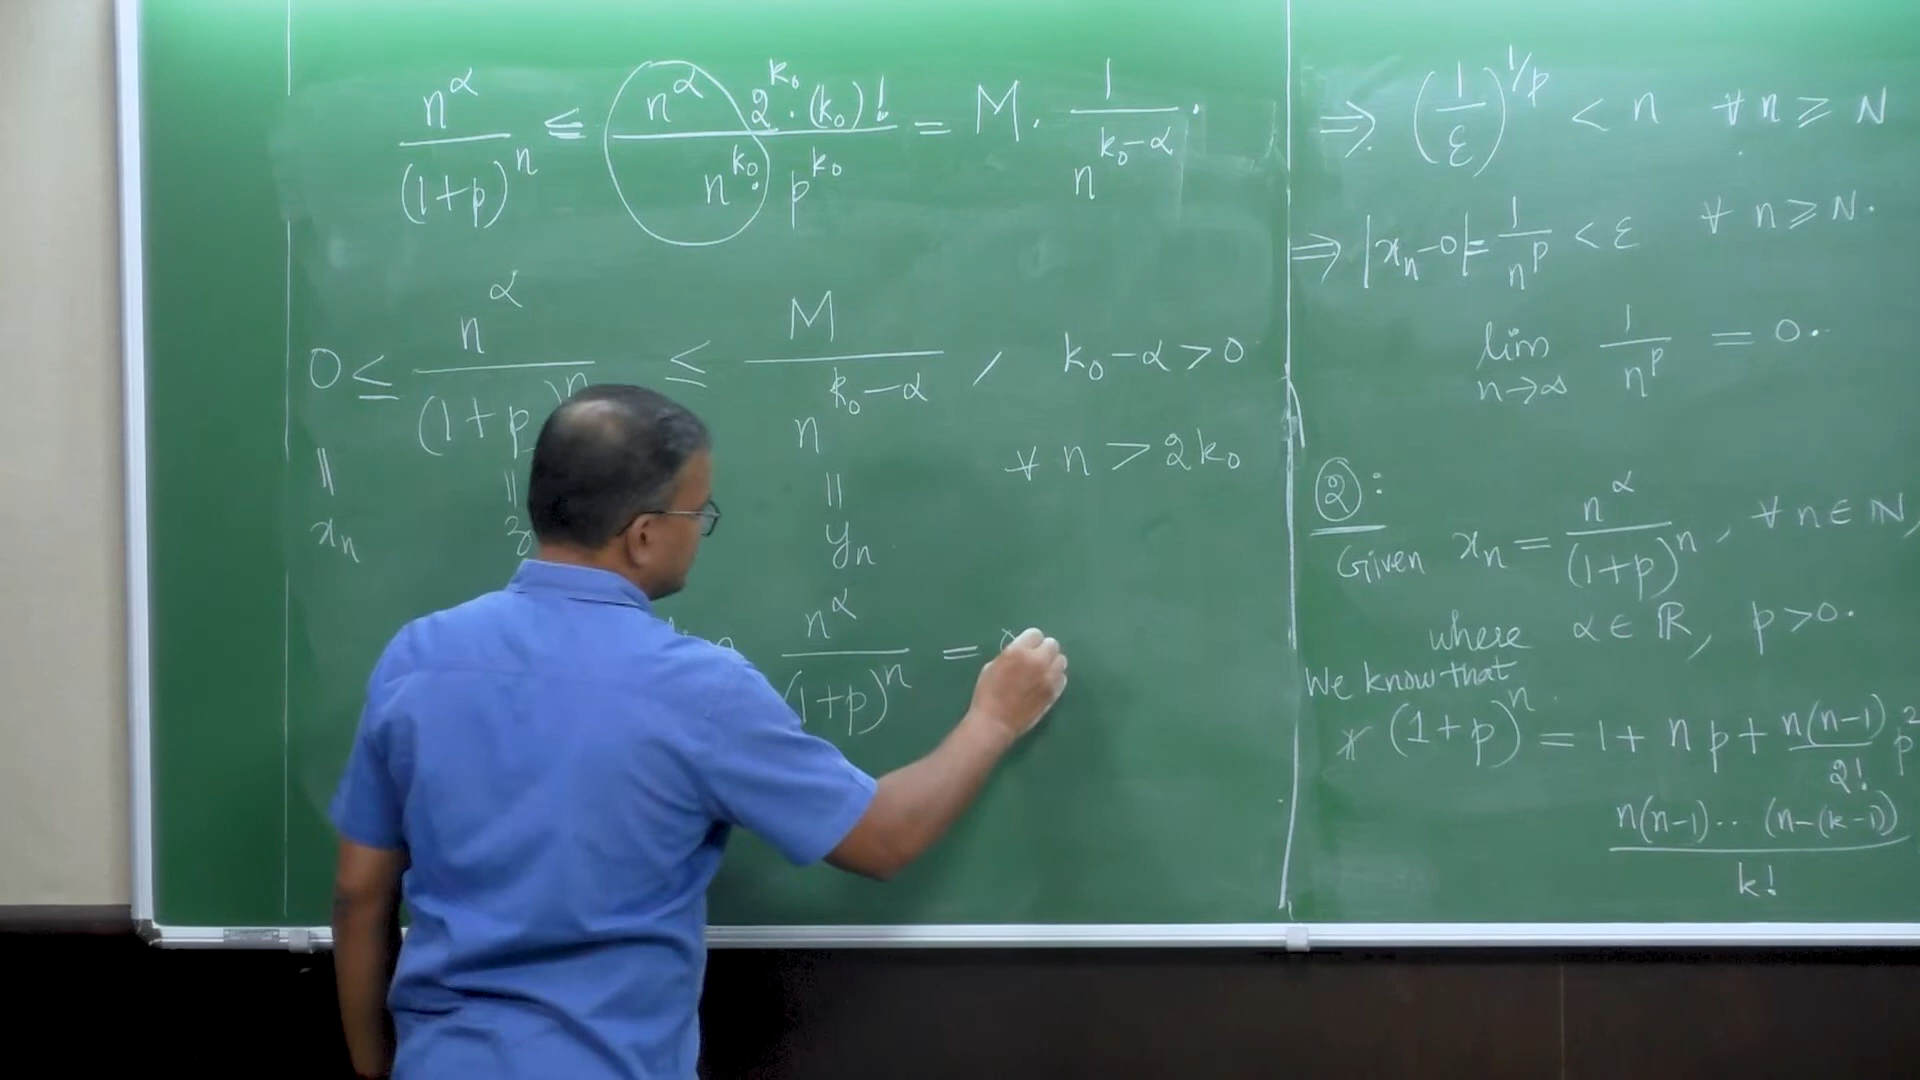 n^α / (1+p)^n ≤ n^α 2^{k₀}·(k₀)! / n^{k₀}·p^{k₀} = M · 1 / n^{k₀-α} .
0 ≤ n^α / (1+p)^n ≤ M / n^{k₀-α} , k₀-α > 0
∀ n > 2k₀
|| || ||
xₙ yₙ
n^α / (1+p)^n =
⇒ (1/ε)^{1/p} < n ∀ n ≥ N
⇒ |xₙ-0| = 1/n^p < ε ∀ n ≥ N.
lim n→∞ 1/n^p = 0.
②:
Given xₙ = n^α / (1+p)^n , ∀ n ∈ ℕ,
where α ∈ ℝ, p > 0.
We know that
* (1+p)^n = 1 + np + n(n-1)/2! p²
n(n-1)·· (n-(k-1)) / k!